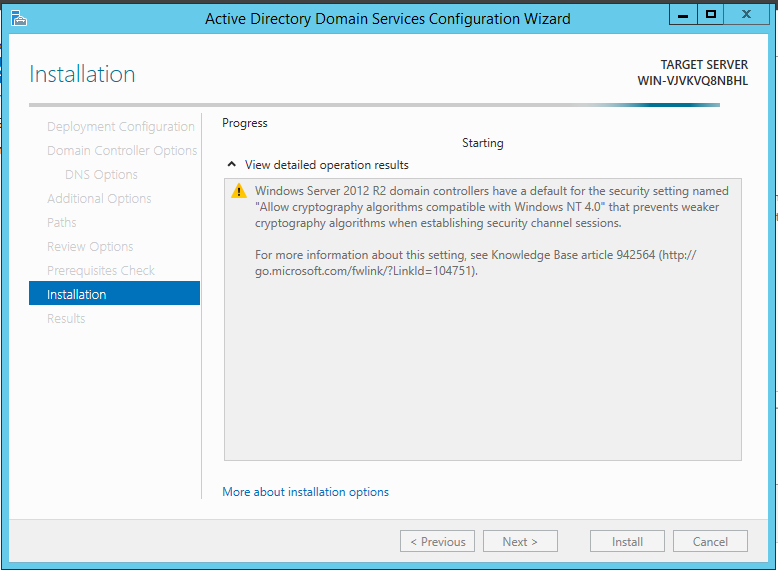 Active Directory Domain Services Configuration Wizard
Installation
TARGET SERVER
WIN-VJVKVQ8NBHL
Deployment Configuration
Domain Controller Options
DNS Options
Additional Options
Paths
Review Options
Prerequisites Check
Installation
Results
Progress
Starting
View detailed operation results
Windows Server 2012 R2 domain controllers have a default for the security setting named
"Allow cryptography algorithms compatible with Windows NT 4.0" that prevents weaker
cryptography algorithms when establishing security channel sessions.
For more information about this setting, see Knowledge Base article 942564 (http://
go.microsoft.com/fwlink/?LinkId=104751).
More about installation options
< Previous
Next >
Install
Cancel